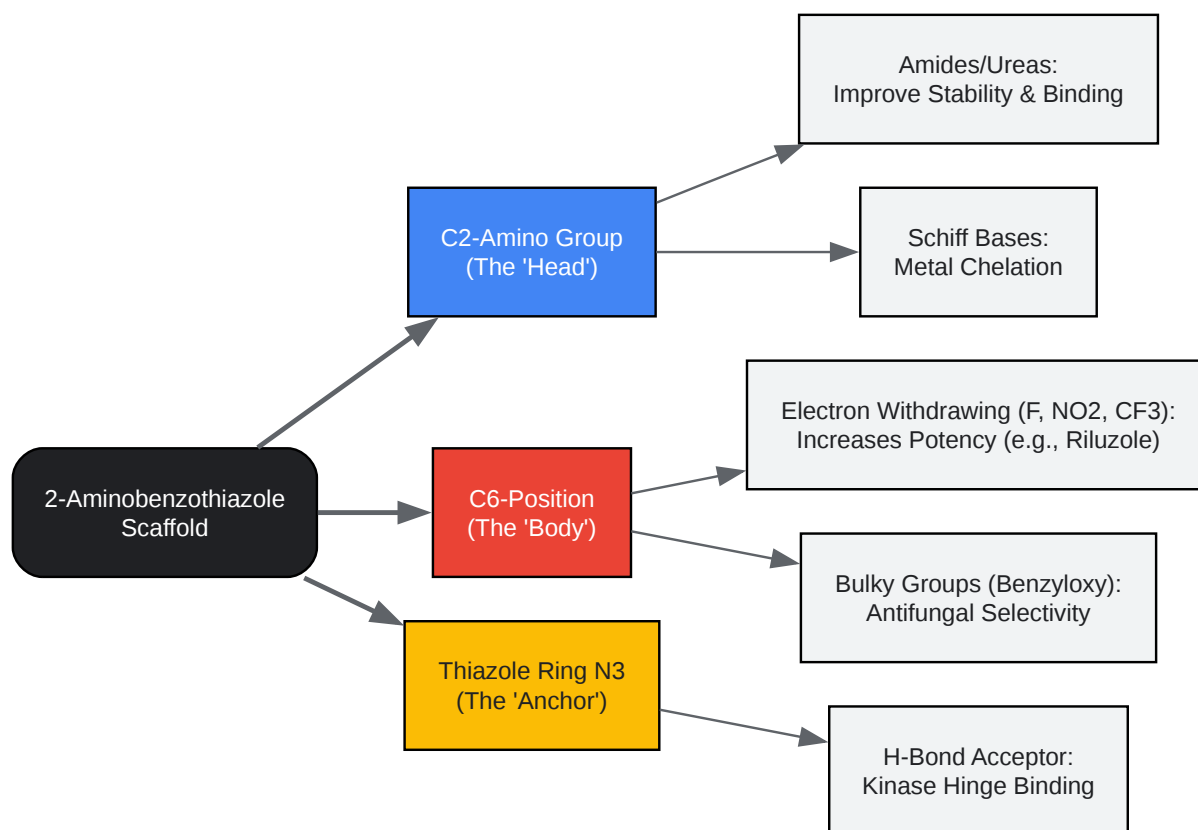 Amides/Ureas:
Improve Stability & Binding
C2-Amino Group
(The 'Head')
Schiff Bases:
Metal Chelation
Electron Withdrawing (F, NO2, CF3):
Increases Potency (e.g., Riluzole)
2-Aminobenzothiazole
Scaffold
C6-Position
(The 'Body')
Bulky Groups (Benzyloxy):
Antifungal Selectivity
Thiazole Ring N3
(The 'Anchor')
H-Bond Acceptor:
Kinase Hinge Binding